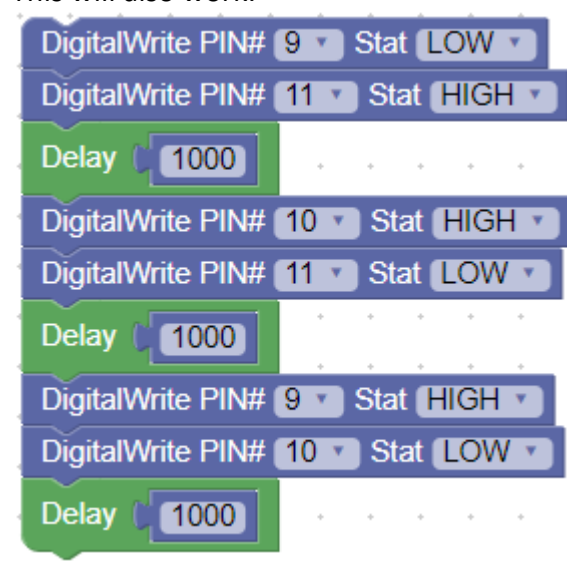 DigitalWrite PIN# 9 Stat LOW
DigitalWrite PIN# 11 Stat HIGH
Delay 1000
DigitalWrite PIN# 10 Stat HIGH
DigitalWrite PIN# 11 Stat LOW
Delay 1000
DigitalWrite PIN# 9 Stat HIGH
DigitalWrite PIN# 10 Stat LOW
Delay 1000